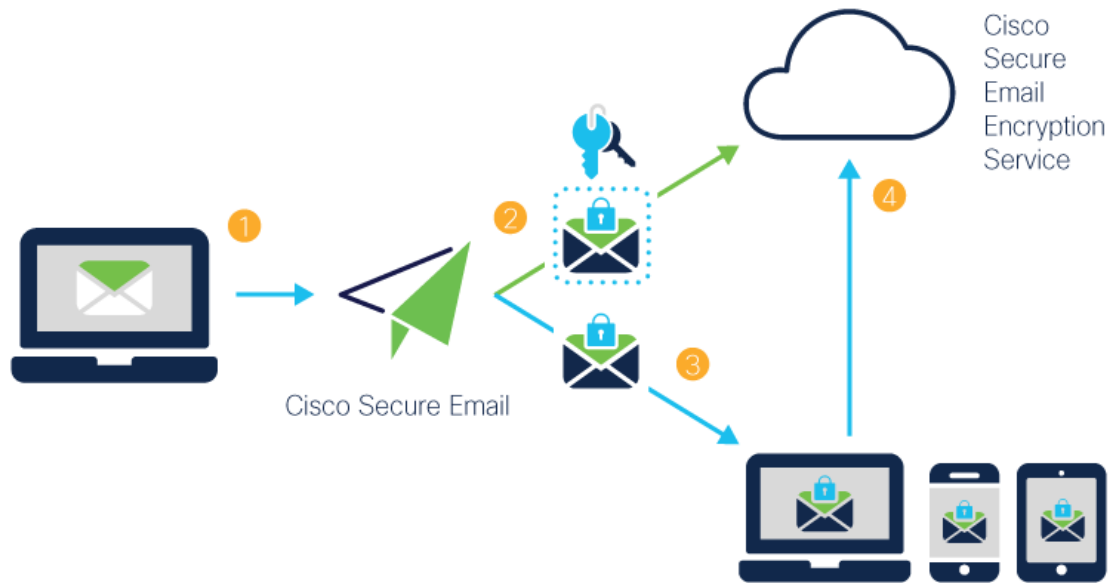 Cisco
Secure
Email
Encryption
Service
1
2
4
3
Cisco Secure Email